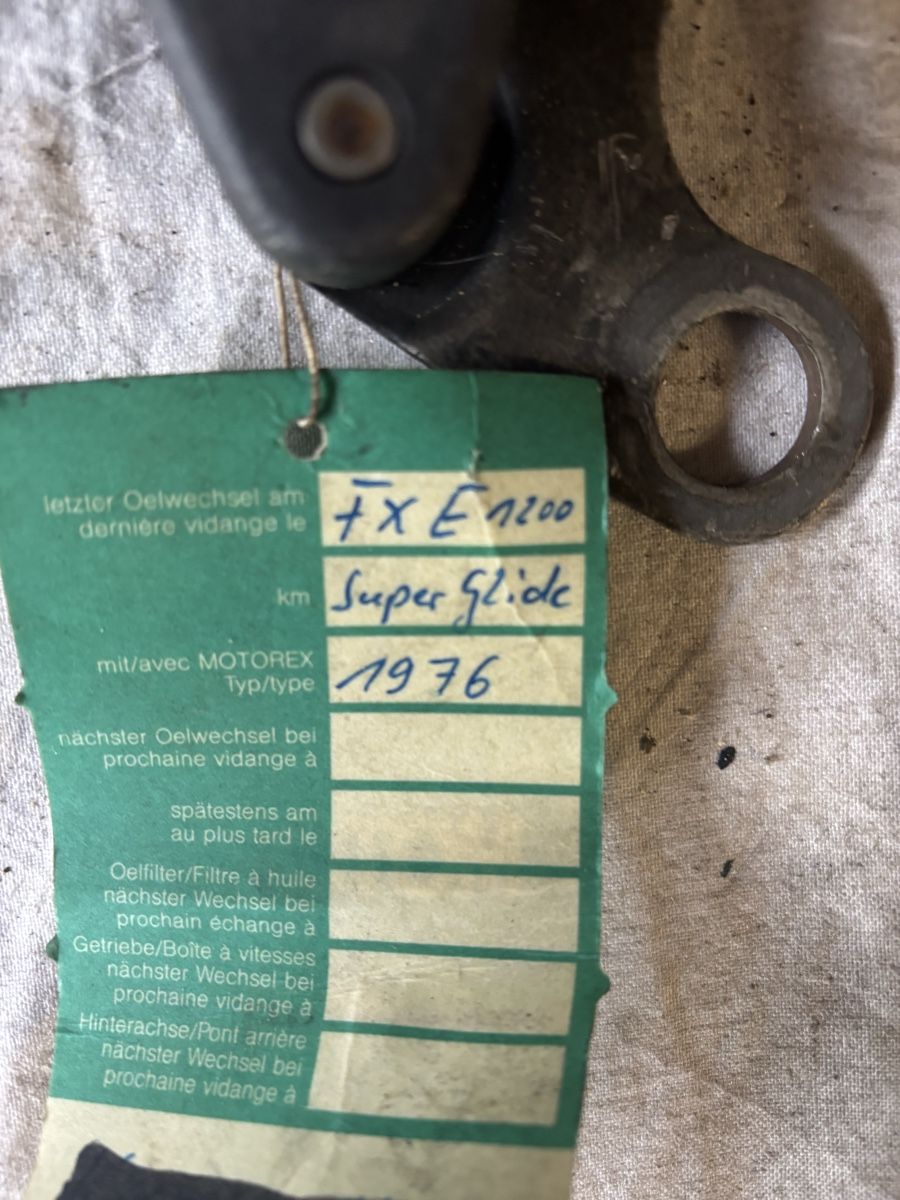 letzter Oelwechsel am
dernière vidange le
FXE 1200
km
Super Glide
mit/avec MOTOREX
Typ/type
1976
nächster Oelwechsel bei
prochaine vidange à
spätestens am
au plus tard le
Oelfilter/Filtre à huile
nächster Wechsel bei
prochain échange à
Getriebe/Boîte à vitesses
nächster Wechsel bei
prochaine vidange à
Hinterachse/Pont arrière
nächster Wechsel bei
prochaine vidange à